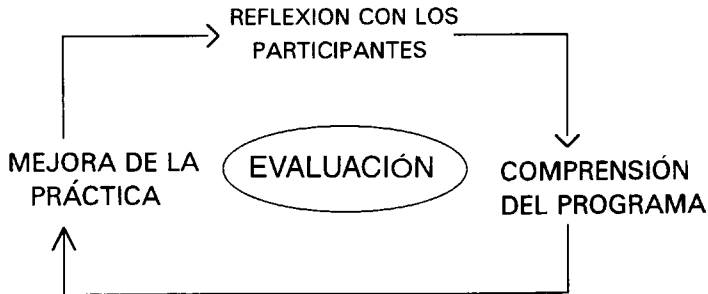 REFLEXION CON LOS
PARTICIPANTES
MEJORA DE LA
PRÁCTICA
EVALUACIÓN
COMPRENSIÓN
DEL PROGRAMA